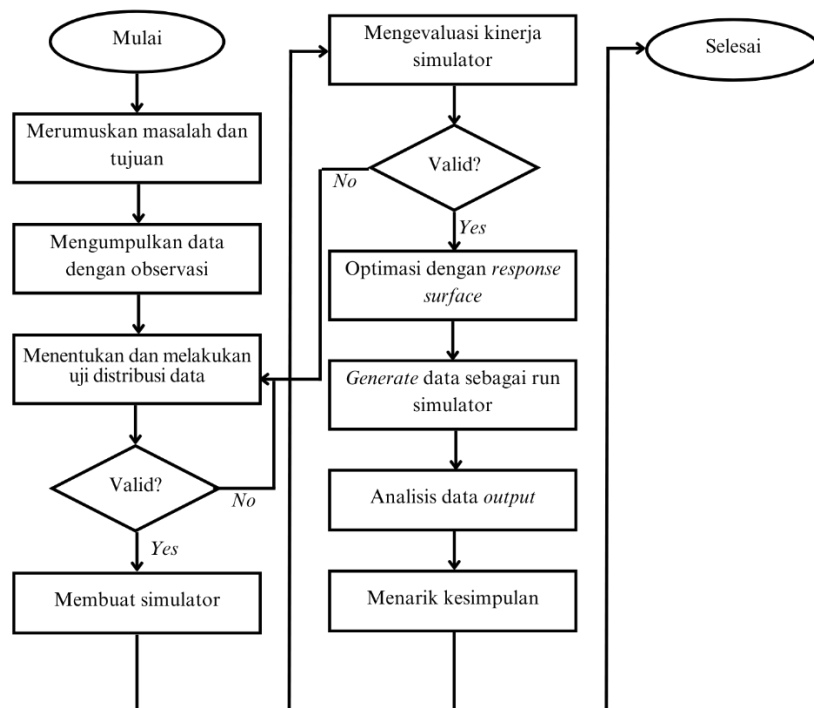 Mulai
Merumuskan masalah dan
tujuan
Mengumpulkan data
dengan observasi
Menentukan dan melakukan
uji distribusi data
Valid?
No
Yes
Membuat simulator
Mengevaluasi kinerja
simulator
Valid?
No
Yes
Optimasi dengan response
surface
Generate data sebagai run
simulator
Analisis data output
Menarik kesimpulan
Selesai